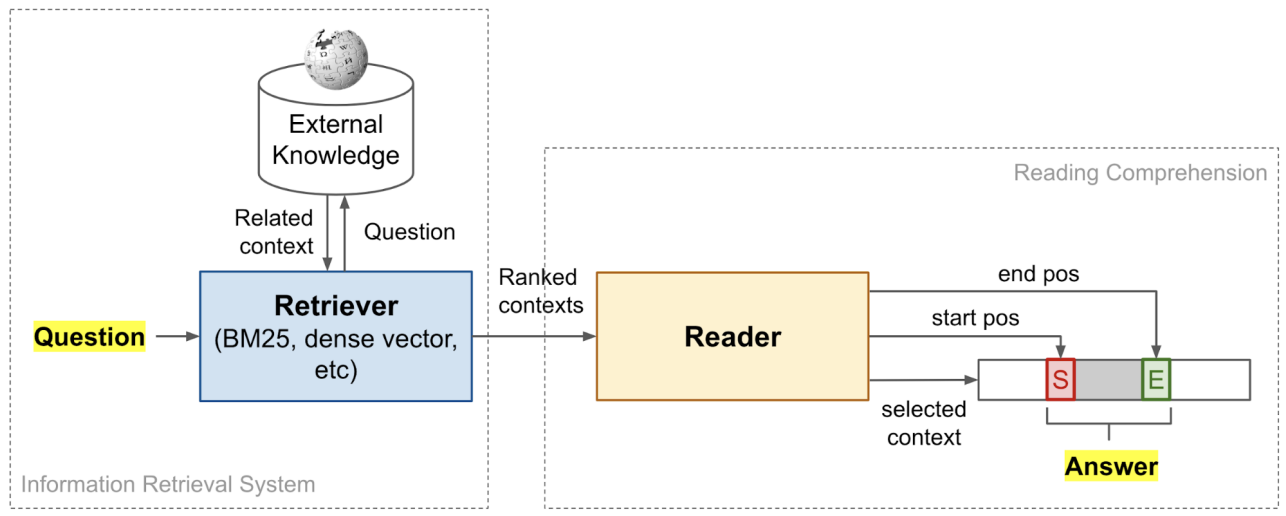 External
Knowledge
Reading Comprehension
Related
context
Question
Ranked
contexts
end pos
Retriever
(BM25, dense vector,
etc)
Question
Reader
start pos
S
E
selected
context
Answer
Information Retrieval System